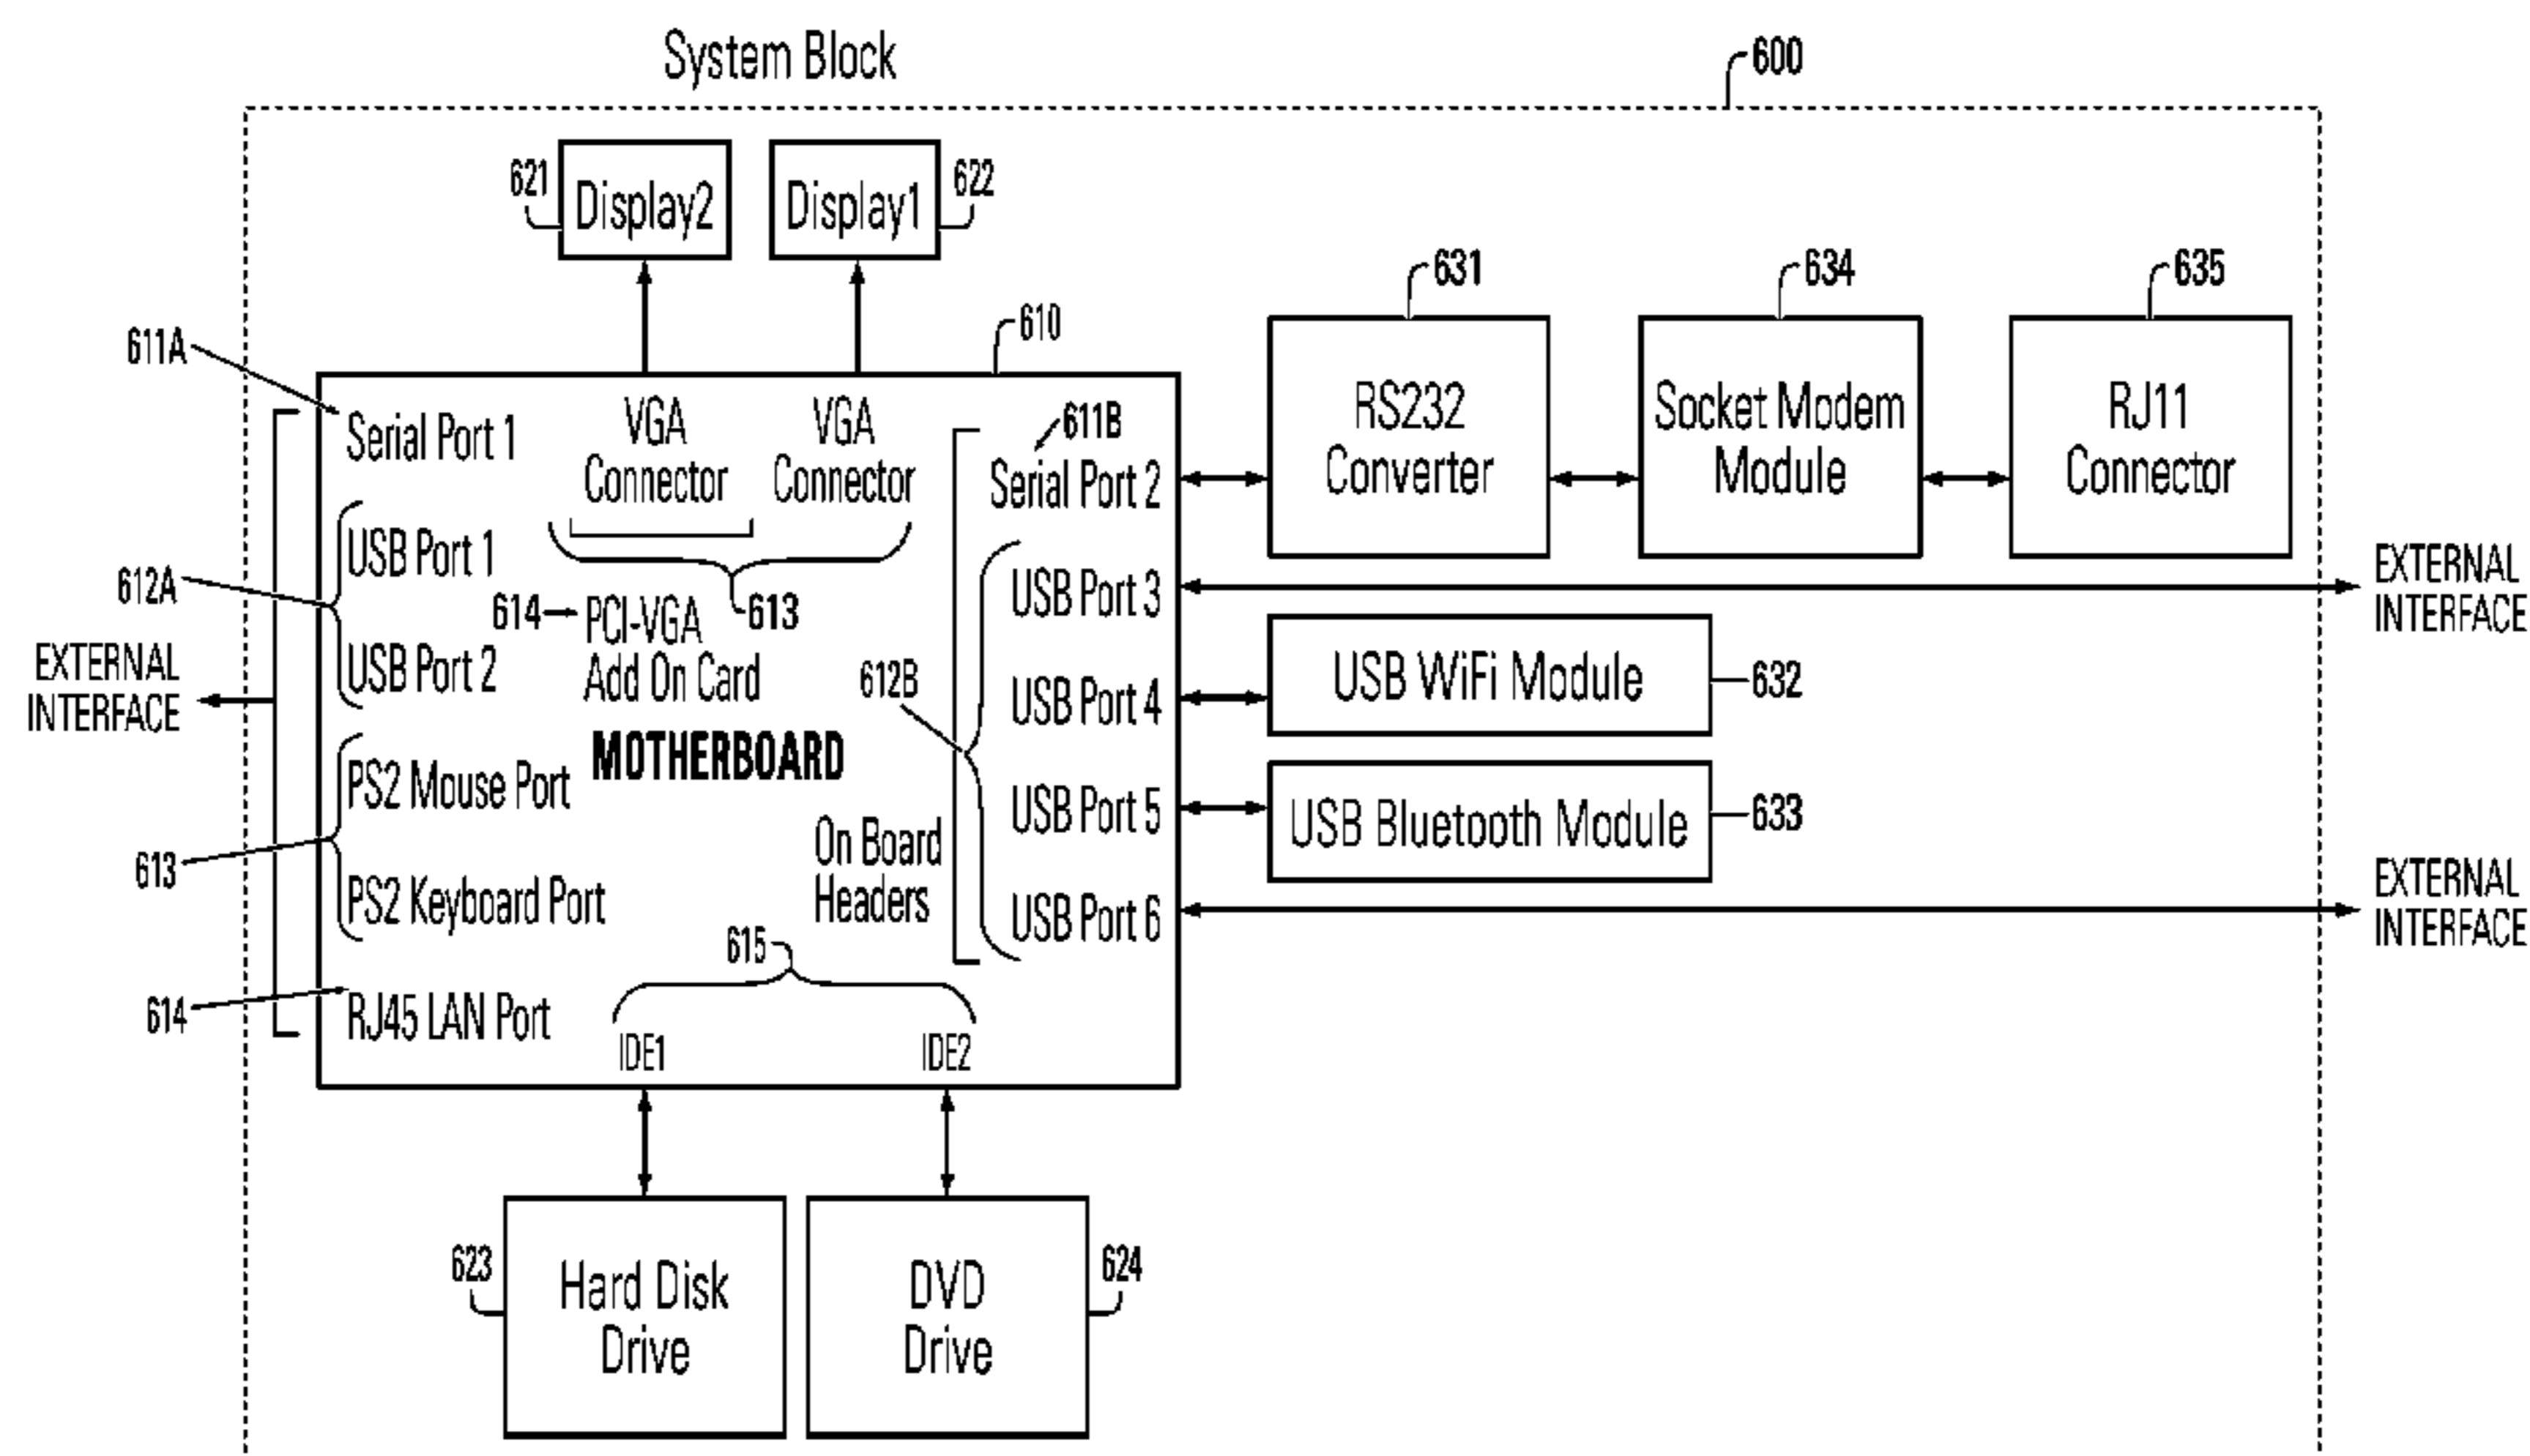 System Block
600
621
Display2
Display1
622
631
634
635
610
611A
Serial Port 1
VGA
Connector
VGA
Connector
611B
Serial Port 2
RS232
Converter
Socket Modem
Module
RJ11
Connector
612A
USB Port 1
USB Port 2
613
614
PCI-VGA
Add On Card
USB Port 3
EXTERNAL
INTERFACE
EXTERNAL
INTERFACE
612B
USB Port 4
USB WiFi Module
632
MOTHERBOARD
613
PS2 Mouse Port
PS2 Keyboard Port
On Board
Headers
USB Port 5
USB Bluetooth Module
633
USB Port 6
EXTERNAL
INTERFACE
615
614
RJ45 LAN Port
IDE1
IDE2
623
Hard Disk
Drive
DVD
Drive
624